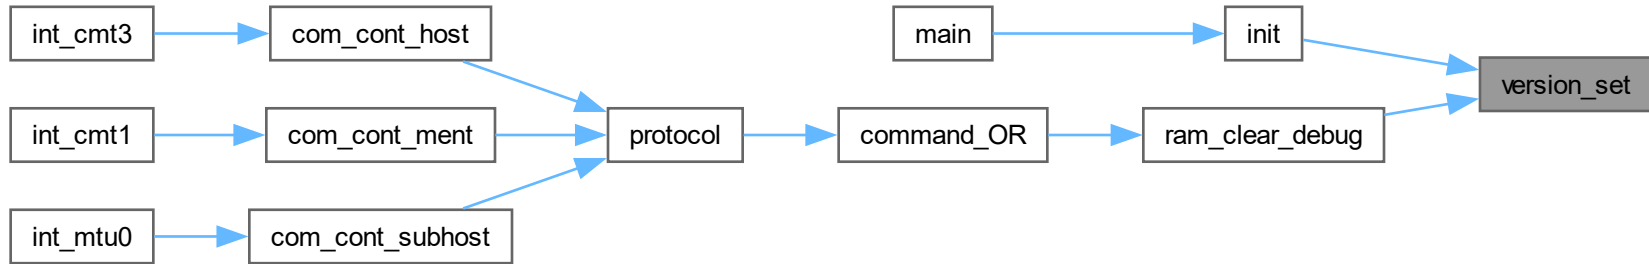 int_cmt3
com_cont_host
main
init
version_set
int_cmt1
com_cont_ment
protocol
command_OR
ram_clear_debug
int_mtu0
com_cont_subhost